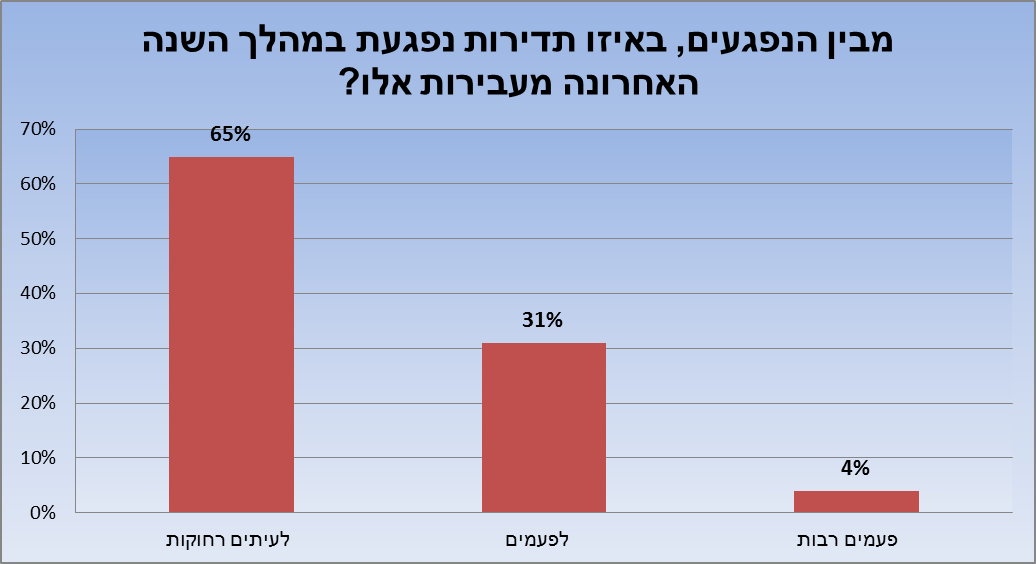 מבין הנפגעים, באיזו תדירות נפגעת במהלך השנה
האחרונה מעבירות אלו?
70%
60%
50%
40%
30%
20%
10%
0%
65%
31%
4%
לעיתים רחוקות
לפעמים
פעמים רבות